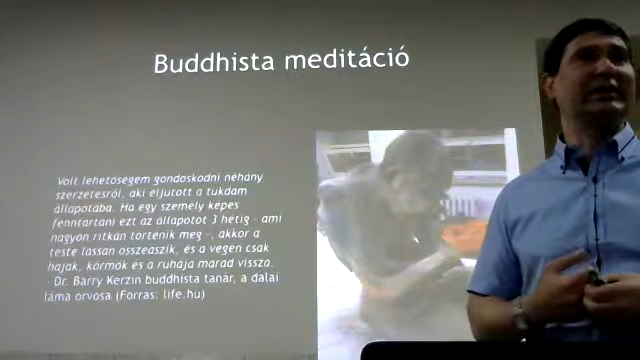 Buddhista meditáció
Volt lehetőségem gondoskodni néhány
szerzetesről, aki eljutott a tukdam
állapotába. Ha egy személy képes
fenntartani ezt az állapotot 3 hétig - ami
nagyon ritkán történik meg -, akkor a
teste lassan összeaszik, és a végén csak
hajak, körmök és a ruhája marad vissza.
- Dr. Barry Kerzin buddhista tanár, a dalai
láma orvosa (Forrás: life.hu)